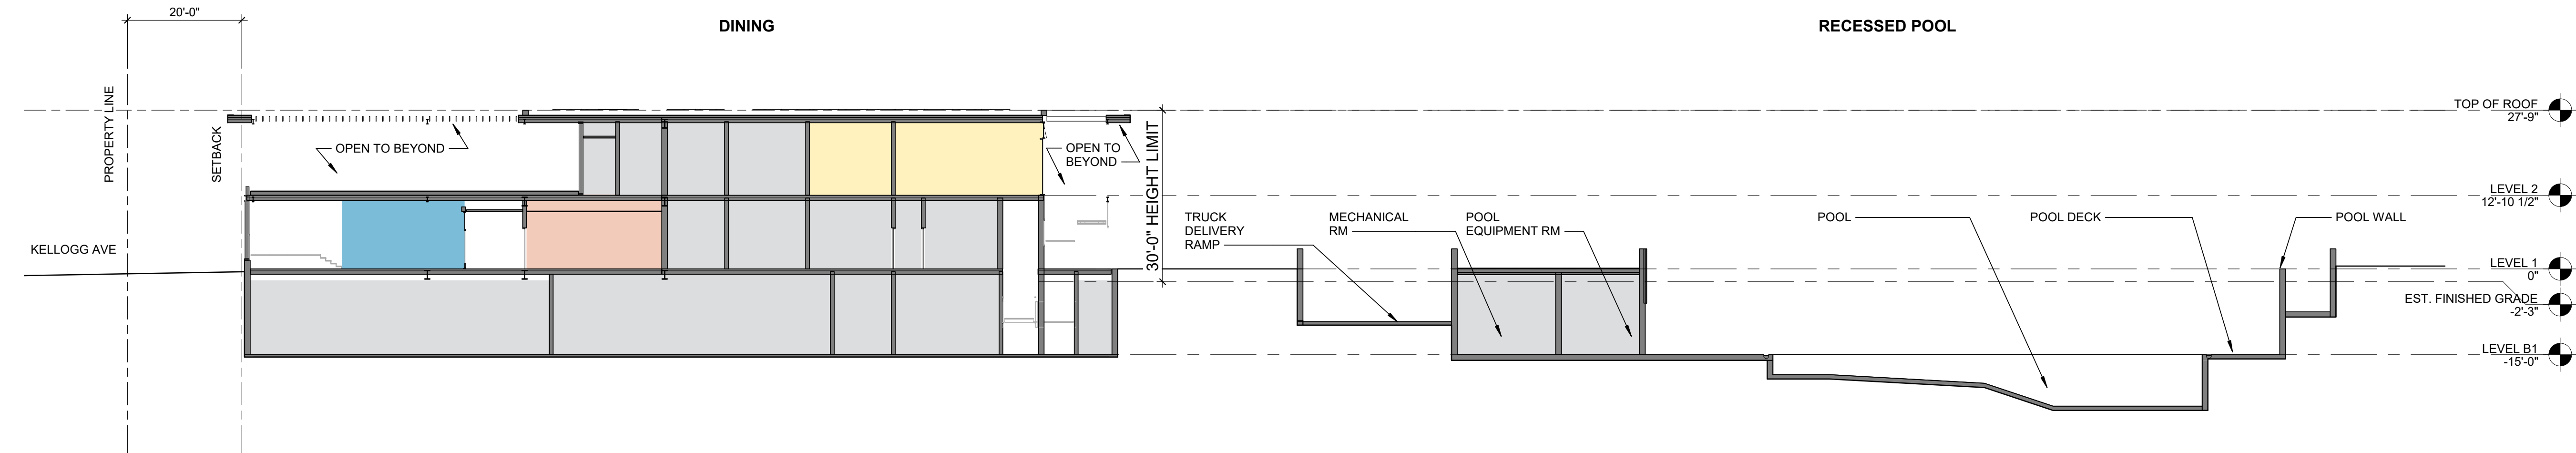 20'-0"
DINING
RECESSED POOL
PROPERTY LINE
SETBACK
TOP OF ROOF
27'-9"
OPEN TO BEYOND
OPEN TO
BEYOND
30'-0" HEIGHT LIMIT
LEVEL 2
12'-10 1/2"
TRUCK
DELIVERY
RAMP
MECHANICAL
RM
POOL
EQUIPMENT RM
POOL
POOL DECK
POOL WALL
KELLOGG AVE
LEVEL 1
0"
EST. FINISHED GRADE
-2'-3"
LEVEL B1
-15'-0"